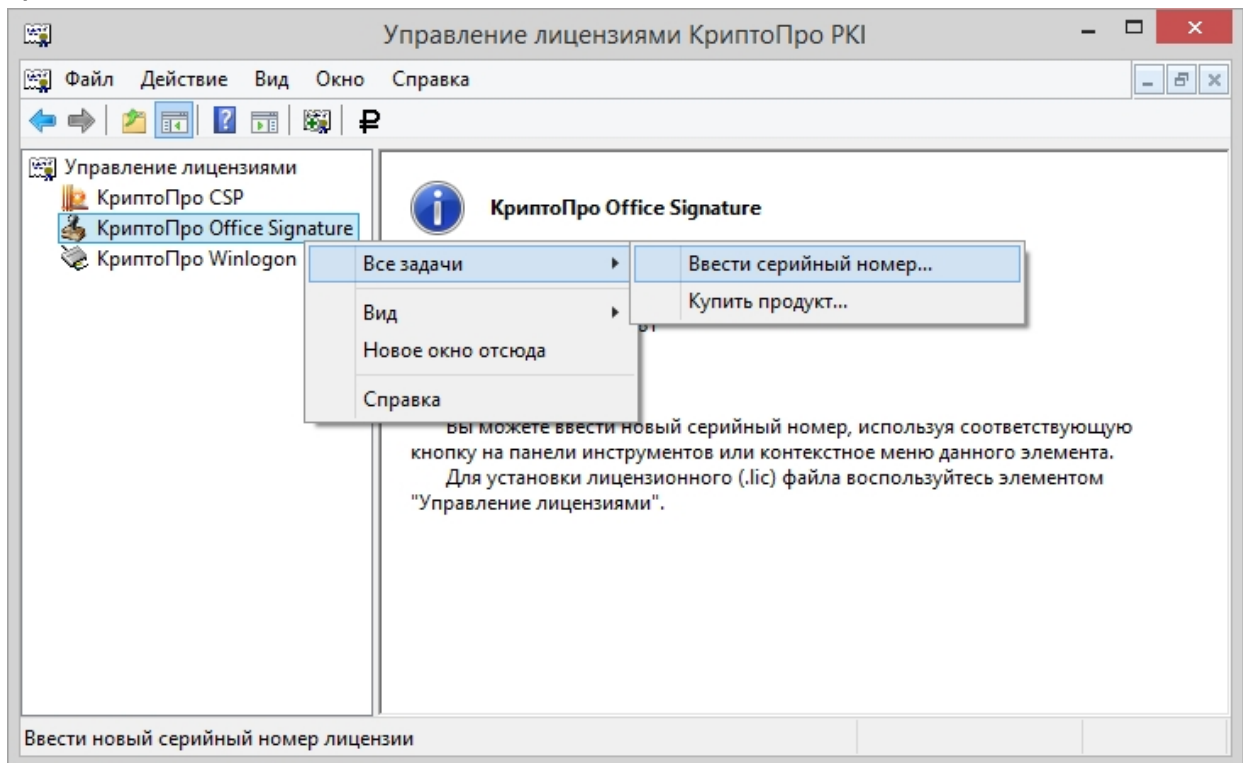 Управление лицензиями КриптоПро PKI
Файл Действие Вид Окно Справка
Управление лицензиями
КриптоПро CSP
КриптоПро Office Signature
КриптоПро Winlogon
КриптоПро Office Signature
Все задачи
Вид
Новое окно отсюда
Справка
Ввести серийный номер...
Купить продукт...
Вы можете ввести новый серийный номер, используя соответствующую
кнопку на панели инструментов или контекстное меню данного элемента.
Для установки лицензионного (.lic) файла воспользуйтесь элементом
"Управление лицензиями".
Ввести новый серийный номер лицензии